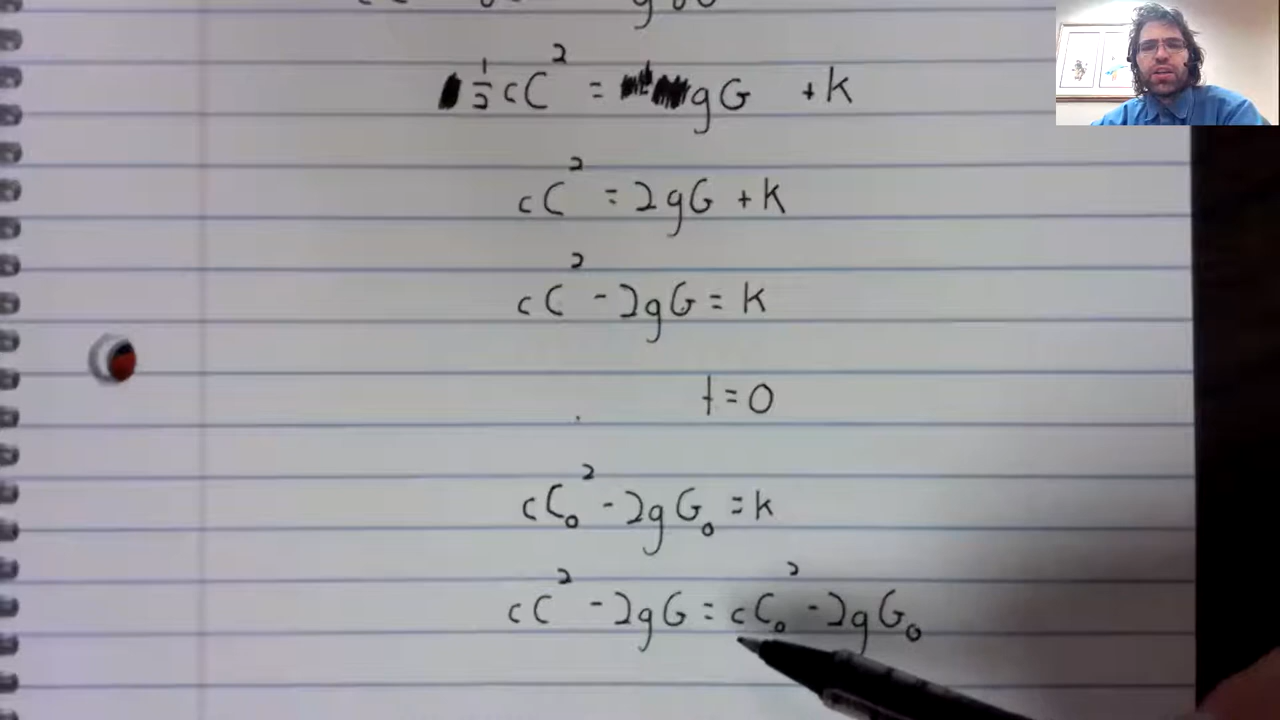 ½cC² = gG + k
cC² = 2gG + k
cC² - 2gG = k
t = 0
cC₀² - 2gG₀ = k
cC² - 2gG = cC₀² - 2gG₀